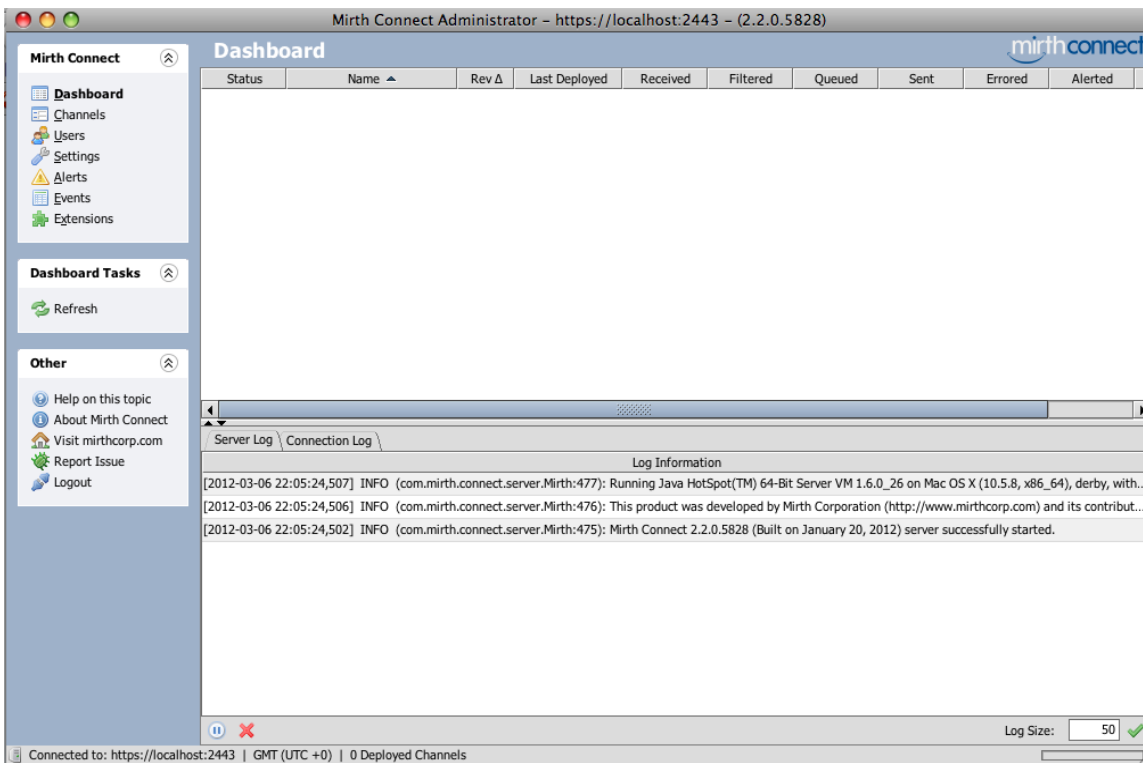 Mirth Connect Administrator – https://localhost:2443 – (2.2.0.5828)
Mirth Connect
Dashboard
Channels
Users
Settings
Alerts
Events
Extensions
Dashboard Tasks
Refresh
Other
Help on this topic
About Mirth Connect
Visit mirthcorp.com
Report Issue
Logout
Dashboard
mirthconnect
Status Name Rev Δ Last Deployed Received Filtered Queued Sent Errored Alerted
Server Log Connection Log
Log Information
[2012-03-06 22:05:24,507] INFO (com.mirth.connect.server.Mirth:477): Running Java HotSpot(TM) 64-Bit Server VM 1.6.0_26 on Mac OS X (10.5.8, x86_64), derby, with...
[2012-03-06 22:05:24,506] INFO (com.mirth.connect.server.Mirth:476): This product was developed by Mirth Corporation (http://www.mirthcorp.com) and its contribut...
[2012-03-06 22:05:24,502] INFO (com.mirth.connect.server.Mirth:475): Mirth Connect 2.2.0.5828 (Built on January 20, 2012) server successfully started.
Log Size: 50
Connected to: https://localhost:2443 | GMT (UTC +0) | 0 Deployed Channels